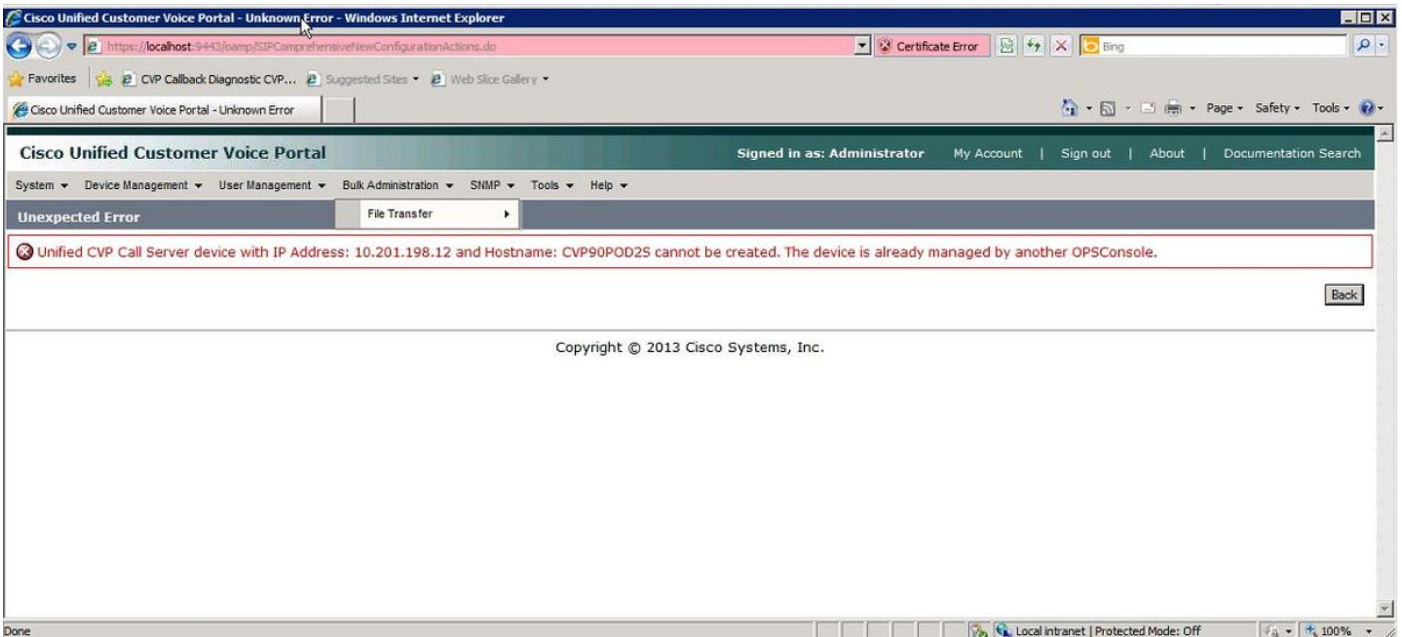 Cisco Unified Customer Voice Portal - Unknown Error - Windows Internet Explorer
https://localhost:9443/oamp/SIPComprehensiveNewConfigurationActions.do Certificate Error Bing
Favorites CVP Callback Diagnostic CVP... Suggested Sites Web Slice Gallery
Cisco Unified Customer Voice Portal - Unknown Error Page Safety Tools
Cisco Unified Customer Voice Portal Signed in as: Administrator My Account | Sign out | About | Documentation Search
System Device Management User Management Bulk Administration SNMP Tools Help
Unexpected Error File Transfer
Unified CVP Call Server device with IP Address: 10.201.198.12 and Hostname: CVP90POD2S cannot be created. The device is already managed by another OPSConsole.
Back
Copyright © 2013 Cisco Systems, Inc.
Done Local intranet | Protected Mode: Off 100%